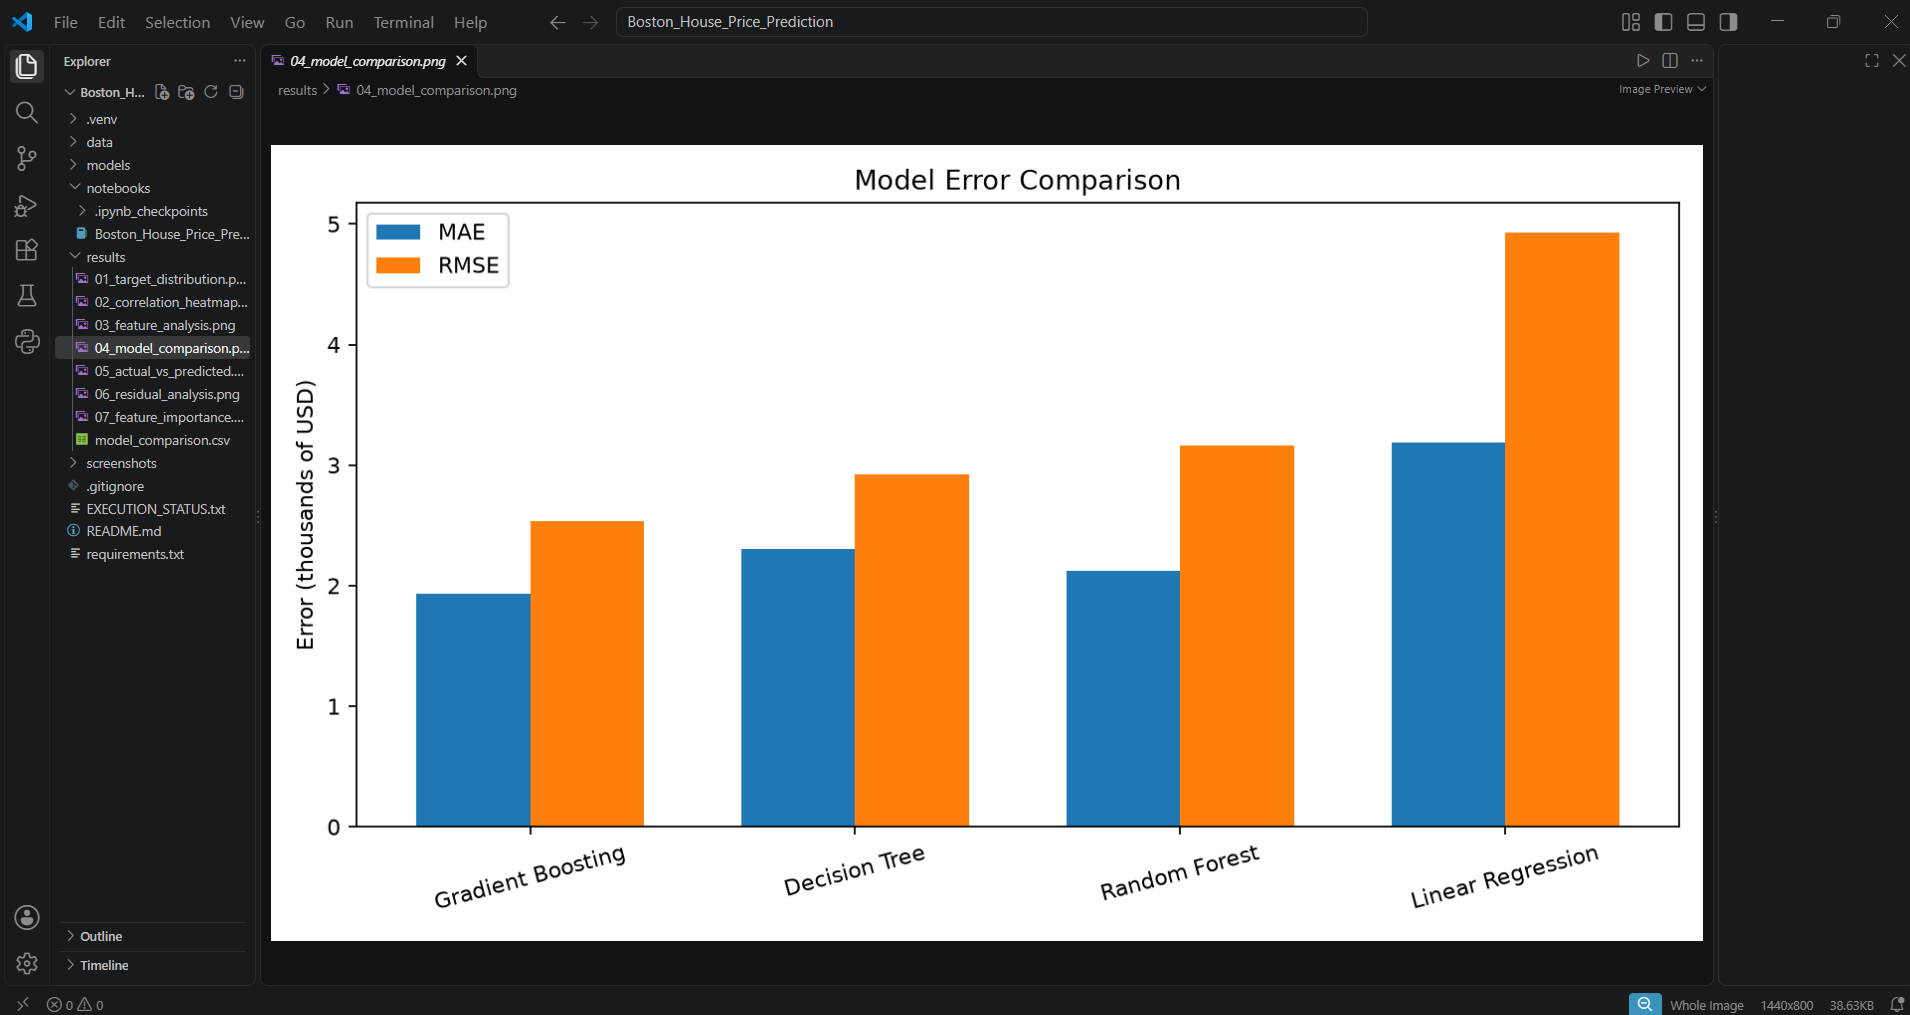 File Edit Selection View Go Run Terminal Help
Boston_House_Price_Prediction
Explorer
Boston_H...
.venv
data
models
notebooks
.ipynb_checkpoints
Boston_House_Price_Pre...
results
01_target_distribution.p...
02_correlation_heatmap...
03_feature_analysis.png
04_model_comparison.p...
05_actual_vs_predicted....
06_residual_analysis.png
07_feature_importance....
model_comparison.csv
screenshots
.gitignore
EXECUTION_STATUS.txt
README.md
requirements.txt
Outline
Timeline
04_model_comparison.png
results > 04_model_comparison.png
Image Preview
Model Error Comparison
MAE
RMSE
Error (thousands of USD)
5
4
3
2
1
0
Gradient Boosting
Decision Tree
Random Forest
Linear Regression
0 0
Whole Image 1440x800 38.63KB